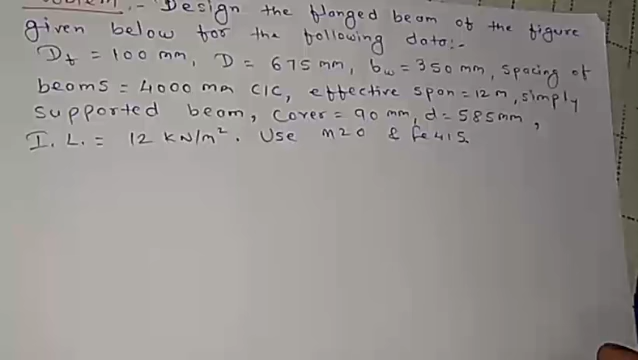 Problem :- Design the flanged beam of the figure
given below for the following data:-
Df = 100 mm, D = 675 mm, bw = 350 mm, spacing of
beams = 4000 mm C/C, effective span = 12 m, simply
supported beam, cover = 90 mm, d = 585 mm,
I. L. = 12 KN/m². Use M20 & Fe415.